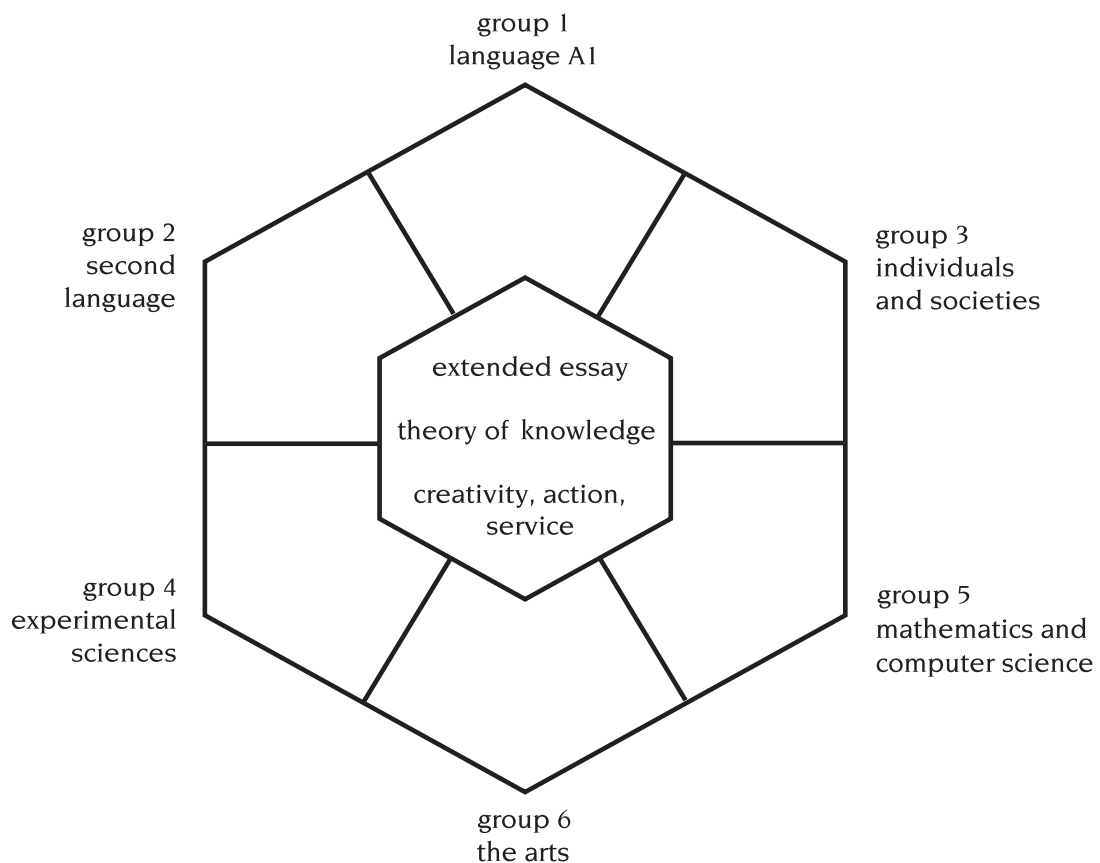 group 1
language A1
group 2
second
language
group 3
individuals
and societies
extended essay
theory of knowledge
creativity, action,
service
group 4
experimental
sciences
group 5
mathematics and
computer science
group 6
the arts